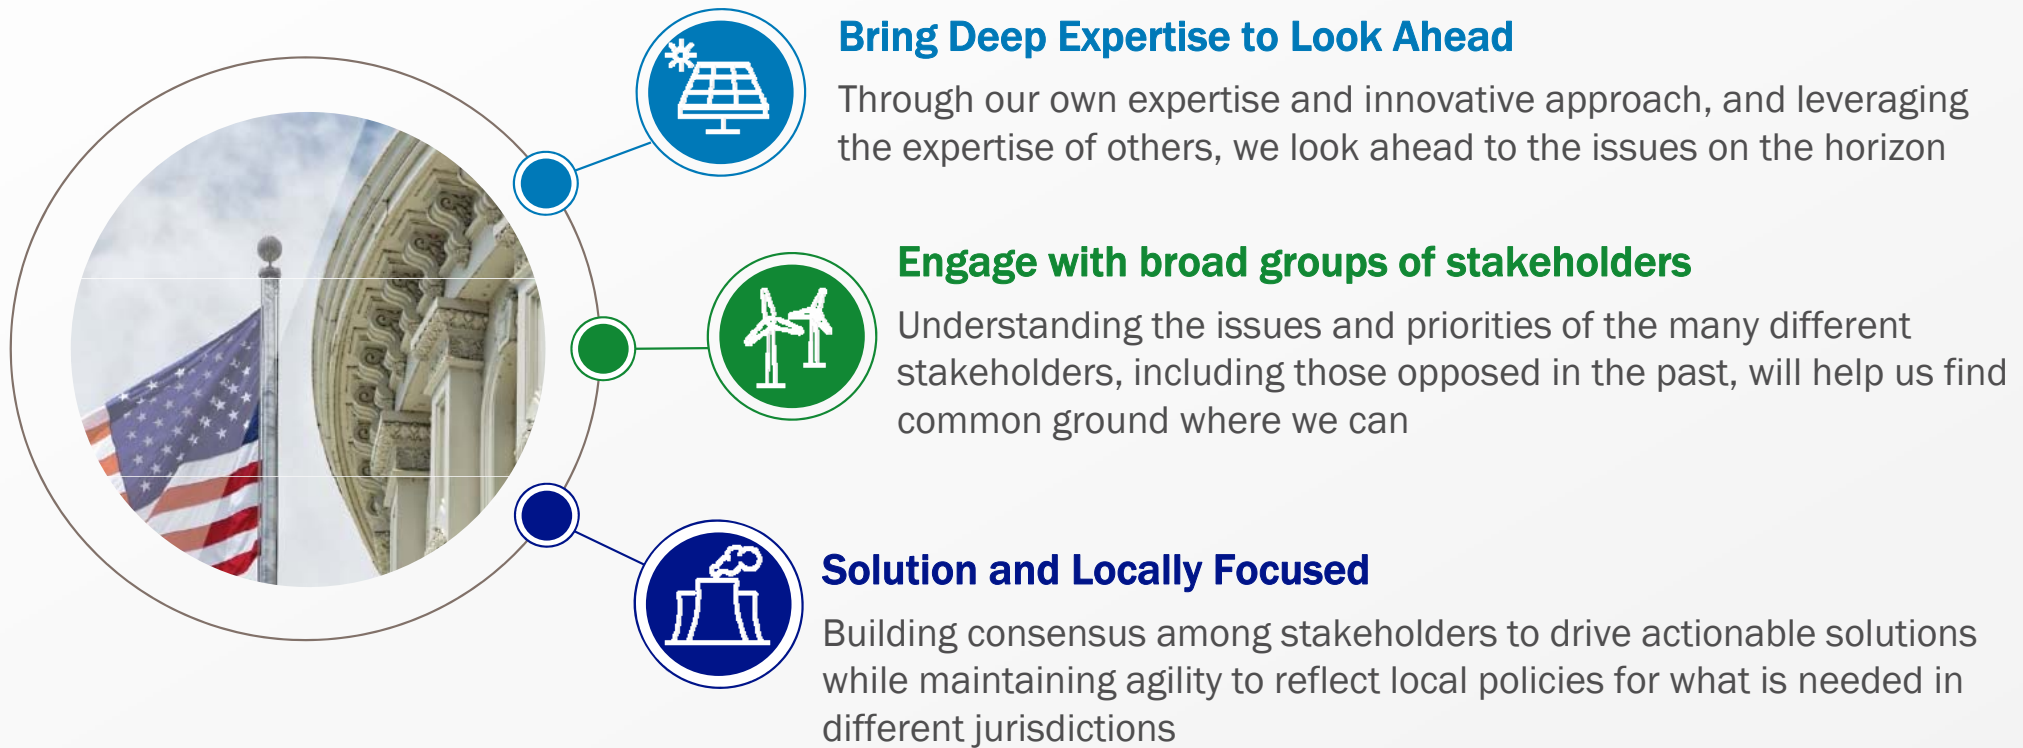 Bring Deep Expertise to Look Ahead
Through our own expertise and innovative approach, and leveraging
the expertise of others, we look ahead to the issues on the horizon
Engage with broad groups of stakeholders
Understanding the issues and priorities of the many different
stakeholders, including those opposed in the past, will help us find
common ground where we can
Solution and Locally Focused
Building consensus among stakeholders to drive actionable solutions
while maintaining agility to reflect local policies for what is needed in
different jurisdictions